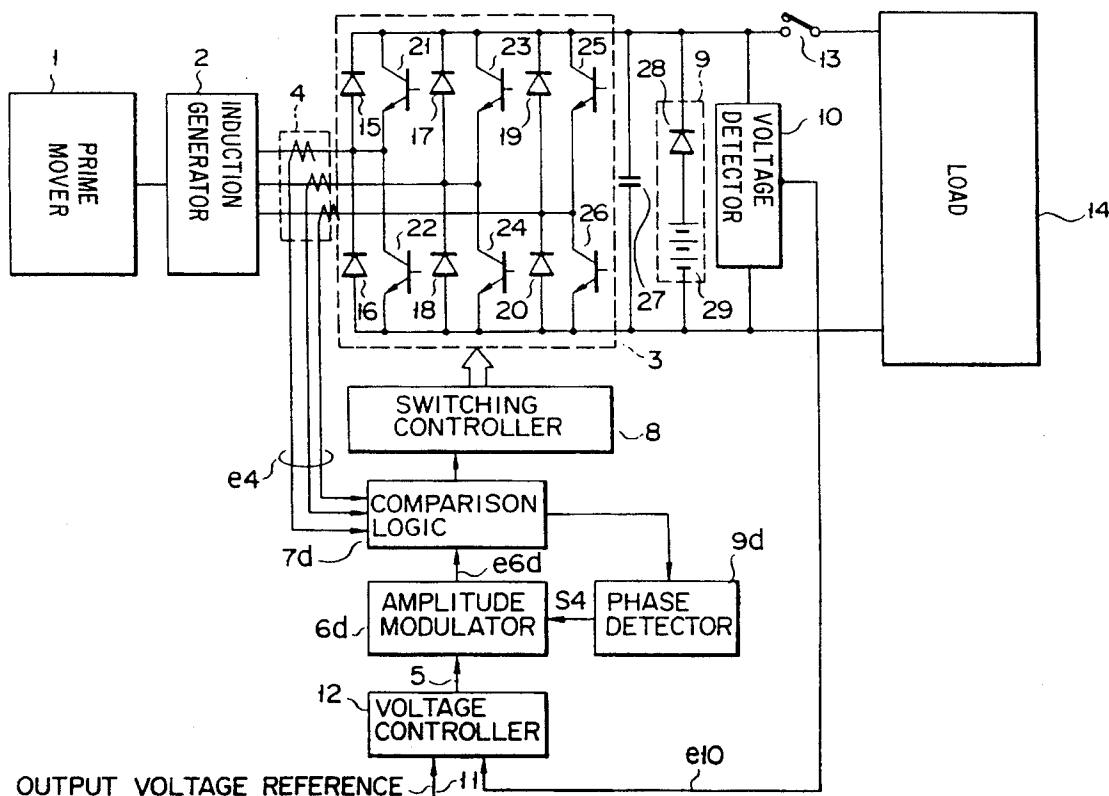 1
PRIME
MOVER
2
INDUCTION
GENERATOR
4
21
23
25
15
17
19
22
24
26
16
18
20
3
27
28
9
29
VOLTAGE
DETECTOR
10
13
LOAD
14
SWITCHING
CONTROLLER
8
e4
COMPARISON
LOGIC
7d
e6d
9d
AMPLITUDE
MODULATOR
6d
S4
PHASE
DETECTOR
5
12
VOLTAGE
CONTROLLER
OUTPUT VOLTAGE REFERENCE
11
e10